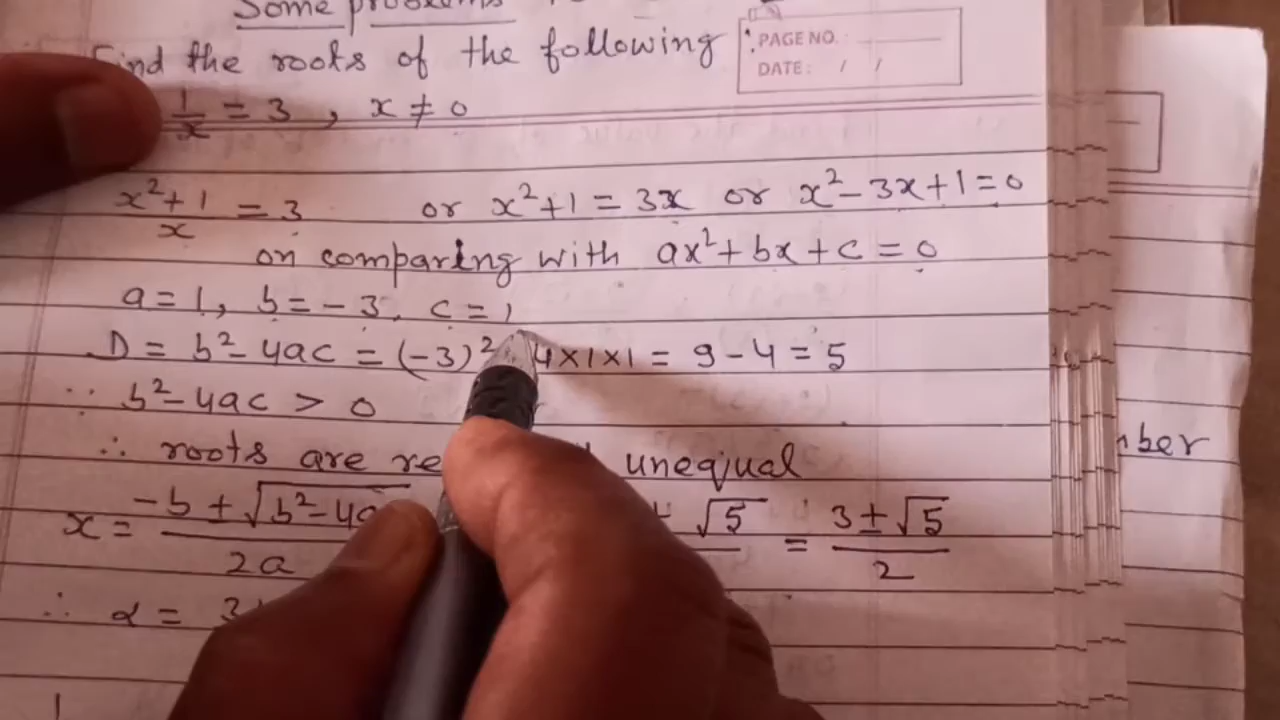 Some problems
Find the roots of the following
PAGE NO.
DATE: / /
1/x = 3 , x ≠ 0
(x²+1)/x = 3 or x²+1 = 3x or x²-3x+1=0
on comparing with ax²+bx+c=0
a=1, b=-3, c=1
D = b²-4ac = (-3)² 4×1×1 = 9-4=5
∵ b²-4ac > 0
ber
∴ roots are unequal
x = (-b ± √(b²-4a /2a √5 = (3±√5)/2
∴ α = 3